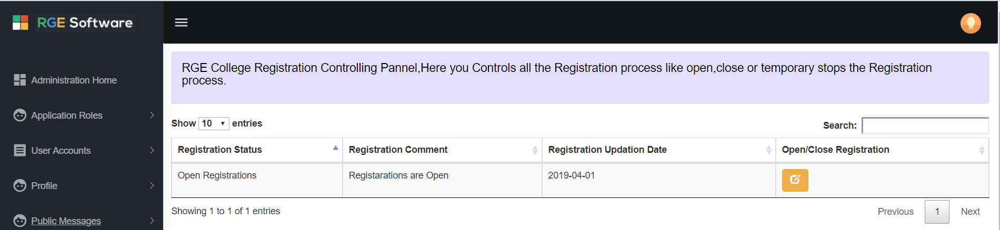 RGE Software
Administration Home
Application Roles
User Accounts
Profile
Public Messages
RGE College Registration Controlling Pannel,Here you Controls all the Registration process like open,close or temporary stops the Registration
process.
Show 10 entries
Search:
Registration Status Registration Comment Registration Updation Date Open/Close Registration
Open Registrations Registarations are Open 2019-04-01
Showing 1 to 1 of 1 entries
Previous 1 Next